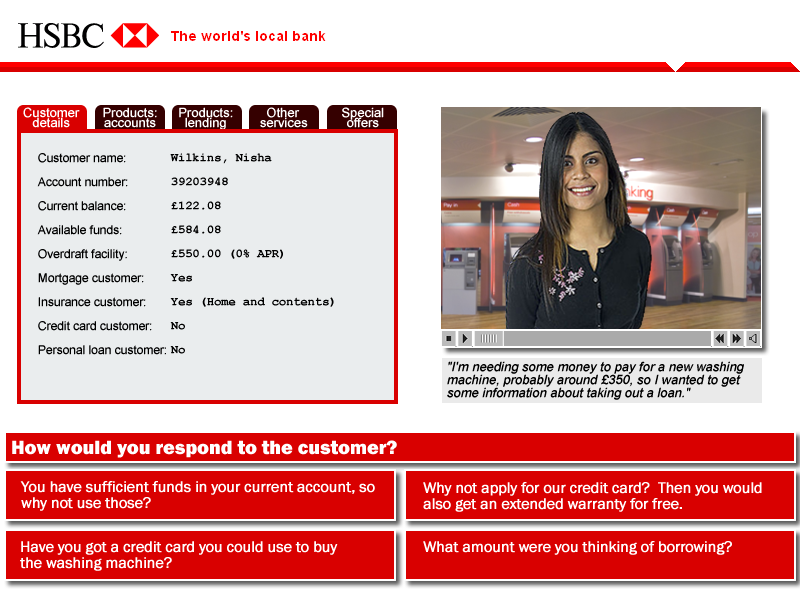 HSBC The world's local bank
Customer details
Products: accounts
Products: lending
Other services
Special offers
Customer name: Wilkins, Nisha
Account number: 39203948
Current balance: £122.08
Available funds: £584.08
Overdraft facility: £550.00 (0% APR)
Mortgage customer: Yes
Insurance customer: Yes (Home and contents)
Credit card customer: No
Personal loan customer: No
Pay in
Cash
"I'm needing some money to pay for a new washing
machine, probably around £350, so I wanted to get
some information about taking out a loan."
How would you respond to the customer?
You have sufficient funds in your current account, so
why not use those?
Why not apply for our credit card? Then you would
also get an extended warranty for free.
Have you got a credit card you could use to buy
the washing machine?
What amount were you thinking of borrowing?